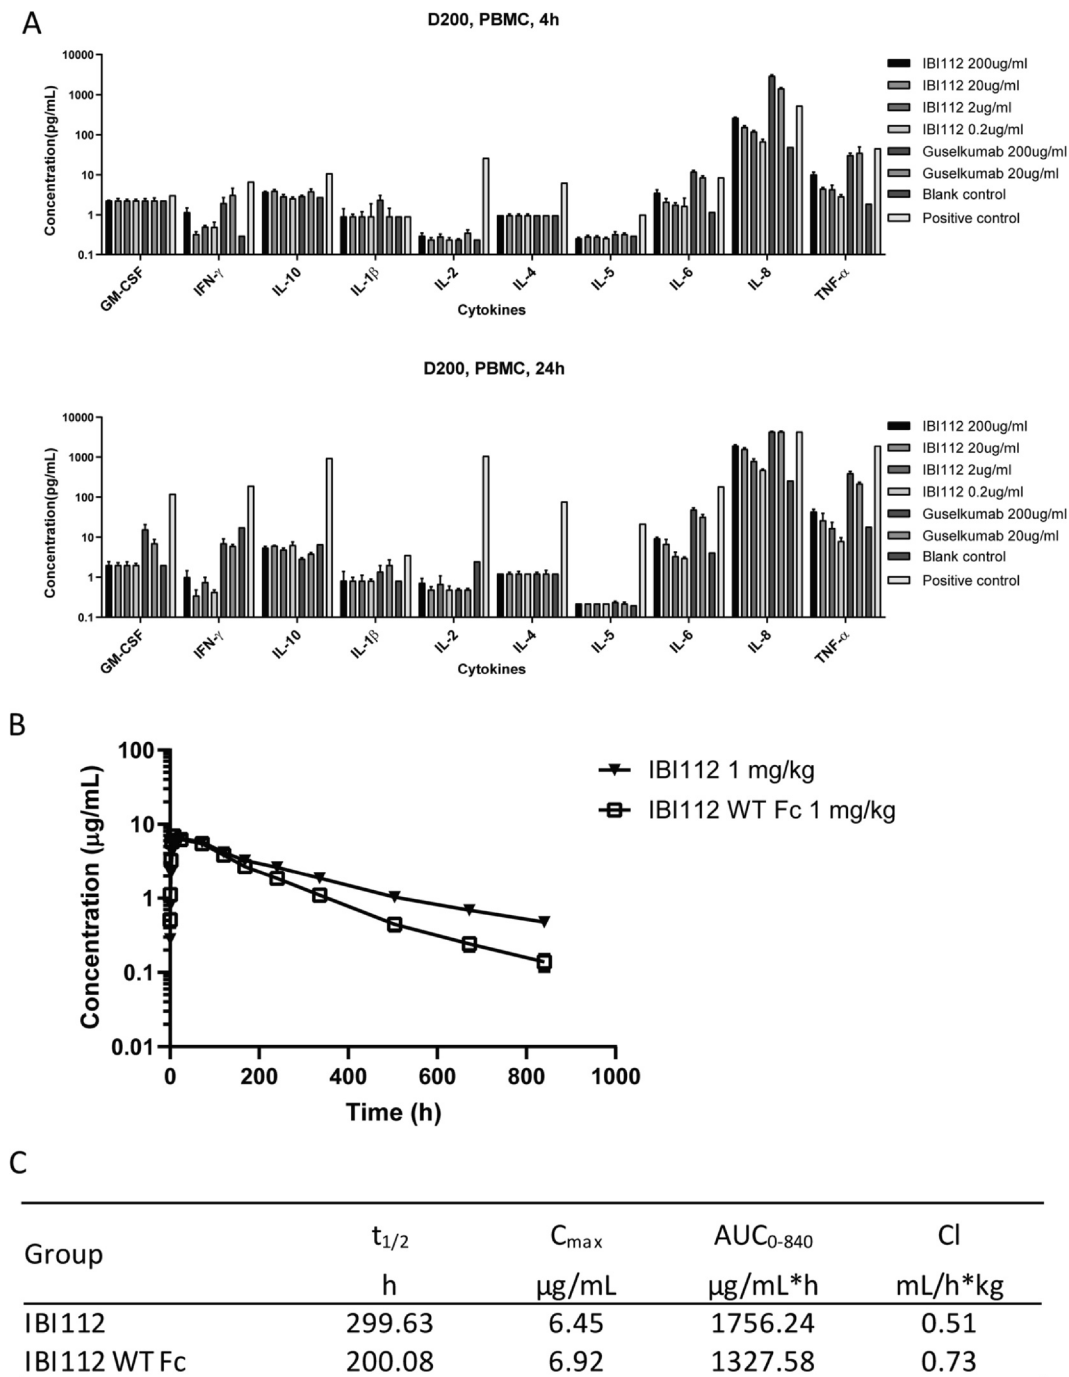 A
D200, PBMC, 4h
Concentration(pg/mL)
10000
1000
100
10
1
0.1
GM-CSF
IFN-γ
IL-10
IL-1β
IL-2
IL-4
IL-5
IL-6
IL-8
TNF-α
Cytokines
IBI112 200ug/ml
IBI112 20ug/ml
IBI112 2ug/ml
IBI112 0.2ug/ml
Guselkumab 200ug/ml
Guselkumab 20ug/ml
Blank control
Positive control
D200, PBMC, 24h
Concentration(pg/mL)
10000
1000
100
10
1
0.1
GM-CSF
IFN-γ
IL-10
IL-1β
IL-2
IL-4
IL-5
IL-6
IL-8
TNF-α
Cytokines
IBI112 200ug/ml
IBI112 20ug/ml
IBI112 2ug/ml
IBI112 0.2ug/ml
Guselkumab 200ug/ml
Guselkumab 20ug/ml
Blank control
Positive control
B
Concentration (µg/mL)
100
10
1
0.1
0.01
0 200 400 600 800 1000
Time (h)
IBI112 1 mg/kg
IBI112 WT Fc 1 mg/kg
C
Group t1/2 Cmax AUC0-840 Cl
h µg/mL µg/mL*h mL/h*kg
IBI112 299.63 6.45 1756.24 0.51
IBI112 WT Fc 200.08 6.92 1327.58 0.73